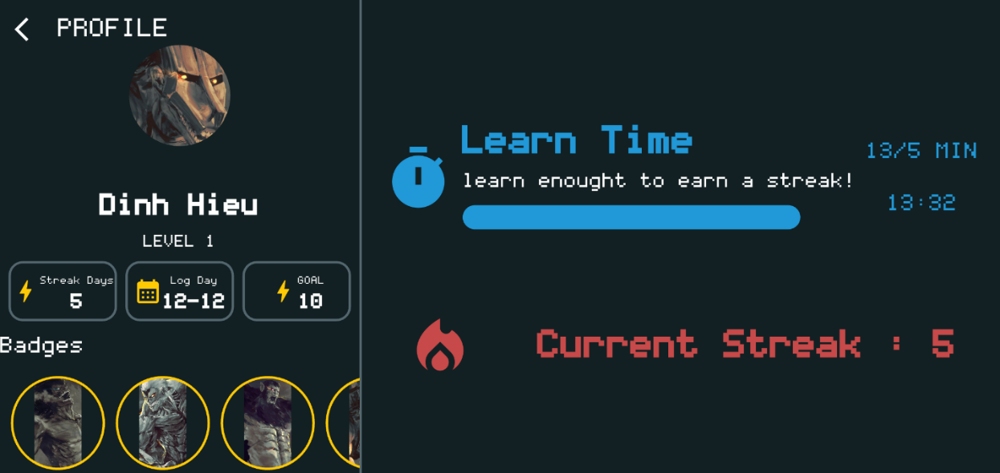 PROFILE
Dinh Hieu
LEVEL 1
Streak Days
5
Log Day
12-12
GOAL
10
Badges
Learn Time
learn enought to earn a streak!
13/5 MIN
13:32
Current Streak : 5